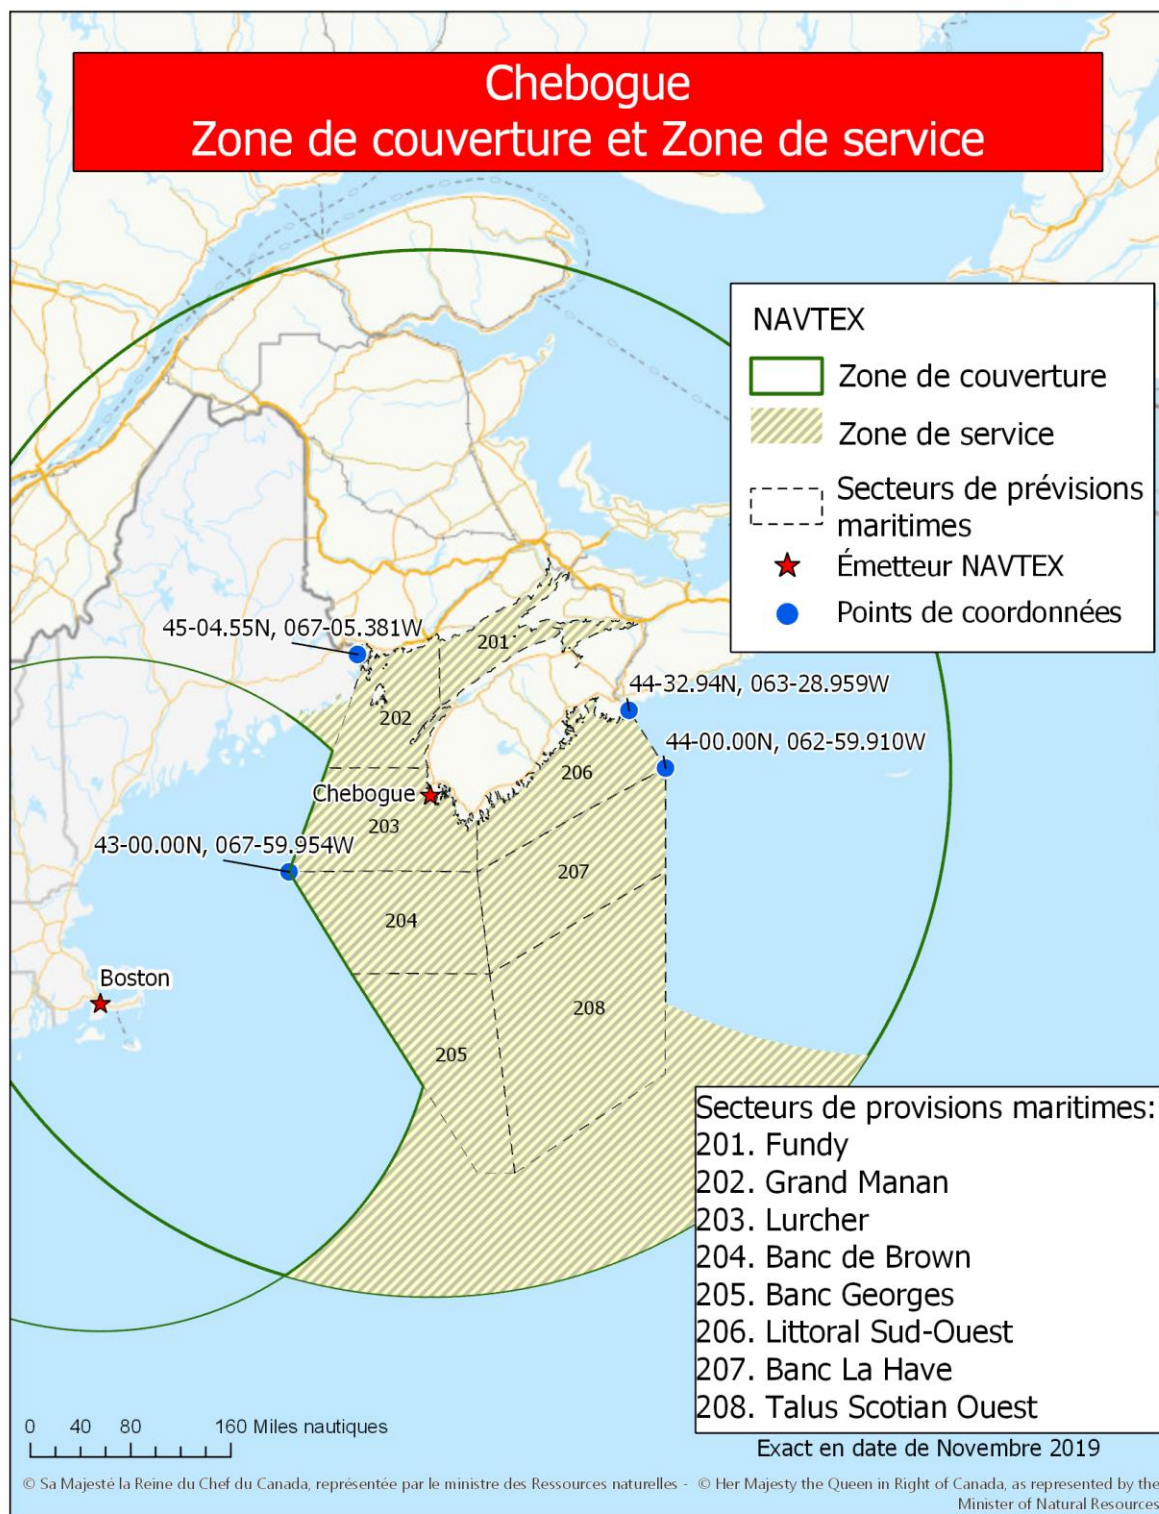 Chebogue
Zone de couverture et Zone de service
NAVTEX
Zone de couverture
Zone de service
Secteurs de prévisions
maritimes
Émetteur NAVTEX
Points de coordonnées
45-04.55N, 067-05.381W
201
44-32.94N, 063-28.959W
202
44-00.00N, 062-59.910W
206
Chebogue
203
43-00.00N, 067-59.954W
207
204
Boston
208
205
Secteurs de provisions maritimes:
201. Fundy
202. Grand Manan
203. Lurcher
204. Banc de Brown
205. Banc Georges
206. Littoral Sud-Ouest
207. Banc La Have
208. Talus Scotian Ouest
0 40 80 160 Miles nautiques
Exact en date de Novembre 2019
© Sa Majesté la Reine du Chef du Canada, représentée par le ministre des Ressources naturelles - © Her Majesty the Queen in Right of Canada, as represented by the
Minister of Natural Resources